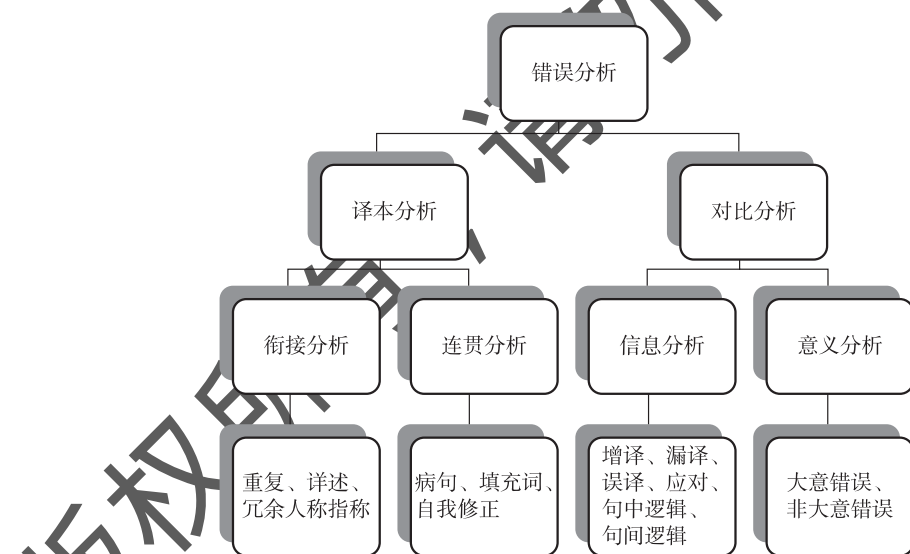 错误分析
译本分析
对比分析
衔接分析
连贯分析
信息分析
意义分析
重复、详述、
冗余人称指称
病句、填充词、
自我修正
增译、漏译、
误译、应对、
句中逻辑、
句间逻辑
大意错误、
非大意错误